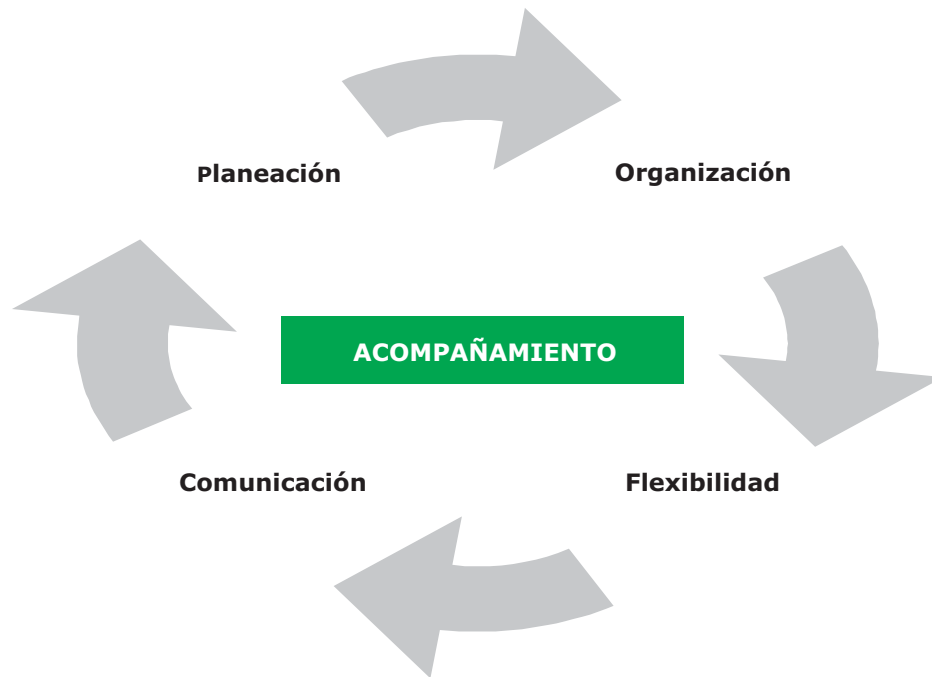 Planeación
Organización
ACOMPAÑAMIENTO
Comunicación
Flexibilidad